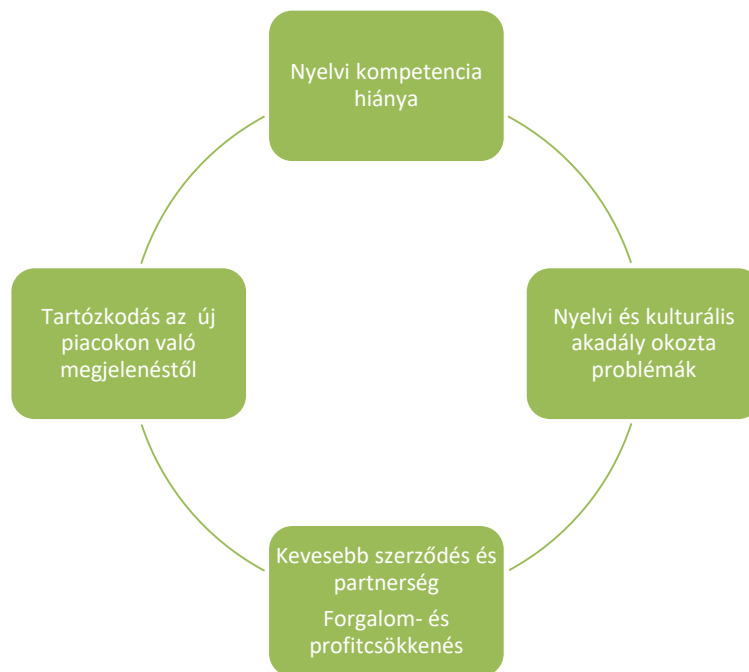 Nyelvi kompetencia
hiánya
Nyelvi és kulturális
akadály okozta
problémák
Kevesebb szerződés és
partnerség
Forgalom- és
profitcsökkenés
Tartózkodás az  új
piacokon való
megjelenéstől